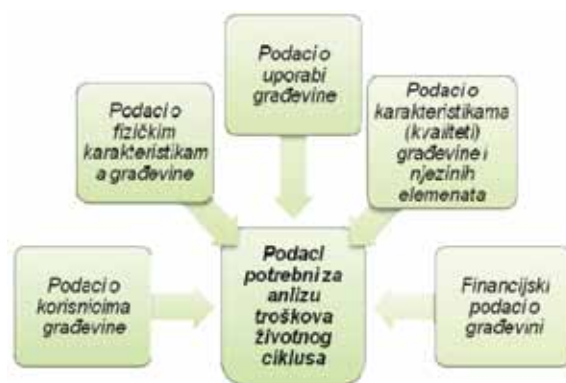 Podaci o
uporabi
građevine
Podaci o
fizičkim
karakteristikam
a građevine
Podaci o
karakteristikama
(kvaliteti)
građevine i
njezinih
elemenata
Podaci o
korisnicima
građevine
Podaci
potrebni za
anlizu
troškova
životnog
ciklusa
Financijski
podaci o
građevini